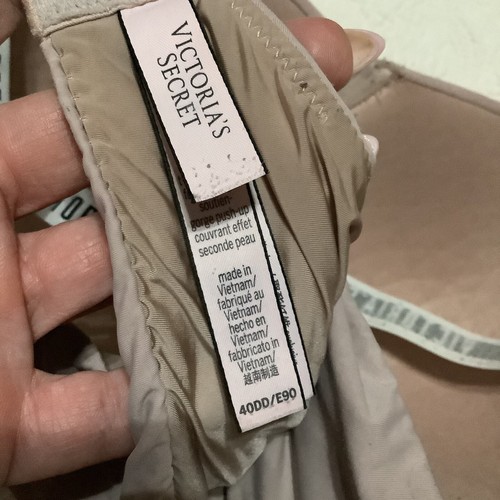 VICTORIA'S
SECRET
soutien-
gorge push-up
couvrant effet
seconde peau
made in
Vietnam/
fabriqué au
Vietnam/
hecho en
Vietnam/
fabbricato in
Vietnam/
越南制造
40DD/E90